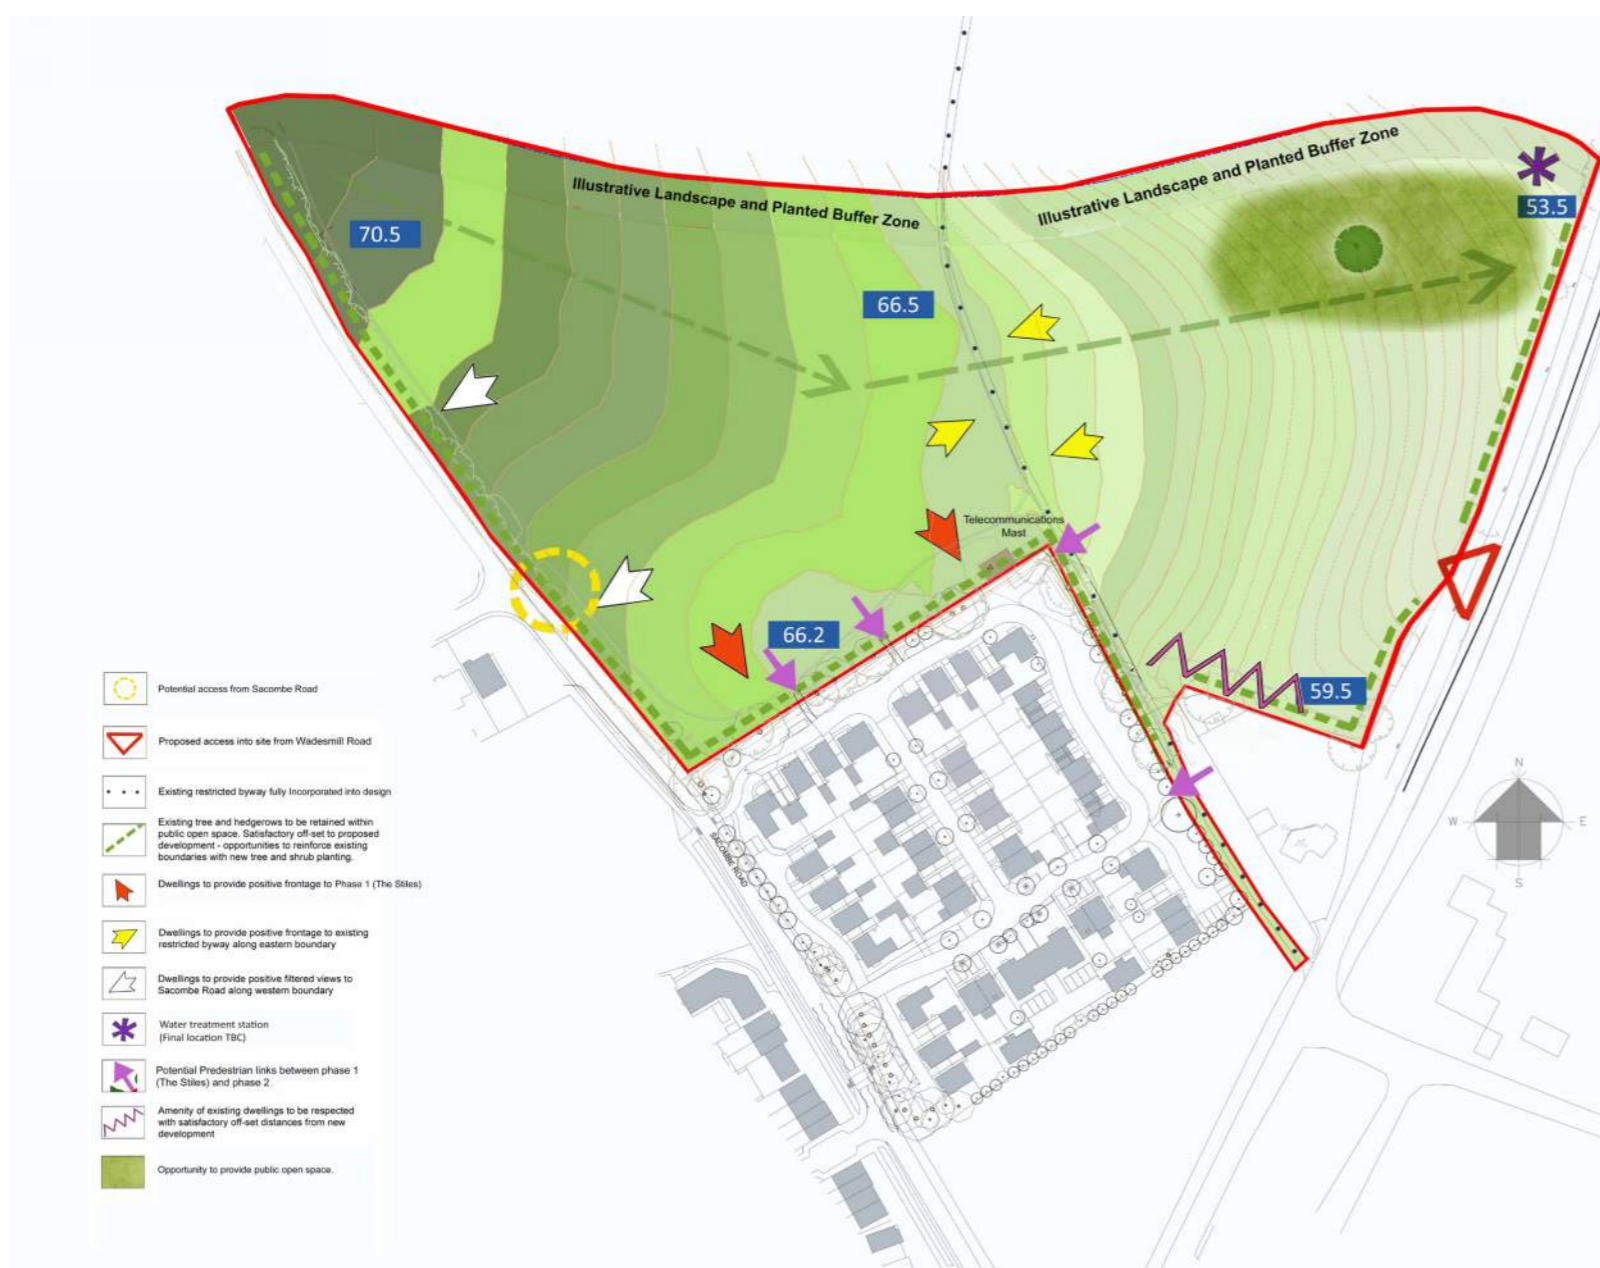 Illustrative Landscape and Planted Buffer Zone
Illustrative Landscape and Planted Buffer Zone
53.5
70.5
66.5
Telecommunications
Mast
66.2
59.5
SACOMBE ROAD
N
W
E
S
Potential access from Sacombe Road
Proposed access into site from Wadesmill Road
Existing restricted byway fully Incorporated into design
Existing tree and hedgerows to be retained within
public open space. Satisfactory off-set to proposed
development - opportunities to reinforce existing
boundaries with new tree and shrub planting.
Dwellings to provide positive frontage to Phase 1 (The Stiles)
Dwellings to provide positive frontage to existing
restricted byway along eastern boundary
Dwellings to provide positive filtered views to
Sacombe Road along western boundary
Water treatment station
(Final location TBC)
Potential Predestrian links between phase 1
(The Stiles) and phase 2
Amenity of existing dwellings to be respected
with satisfactory off-set distances from new
development
Opportunity to provide public open space.